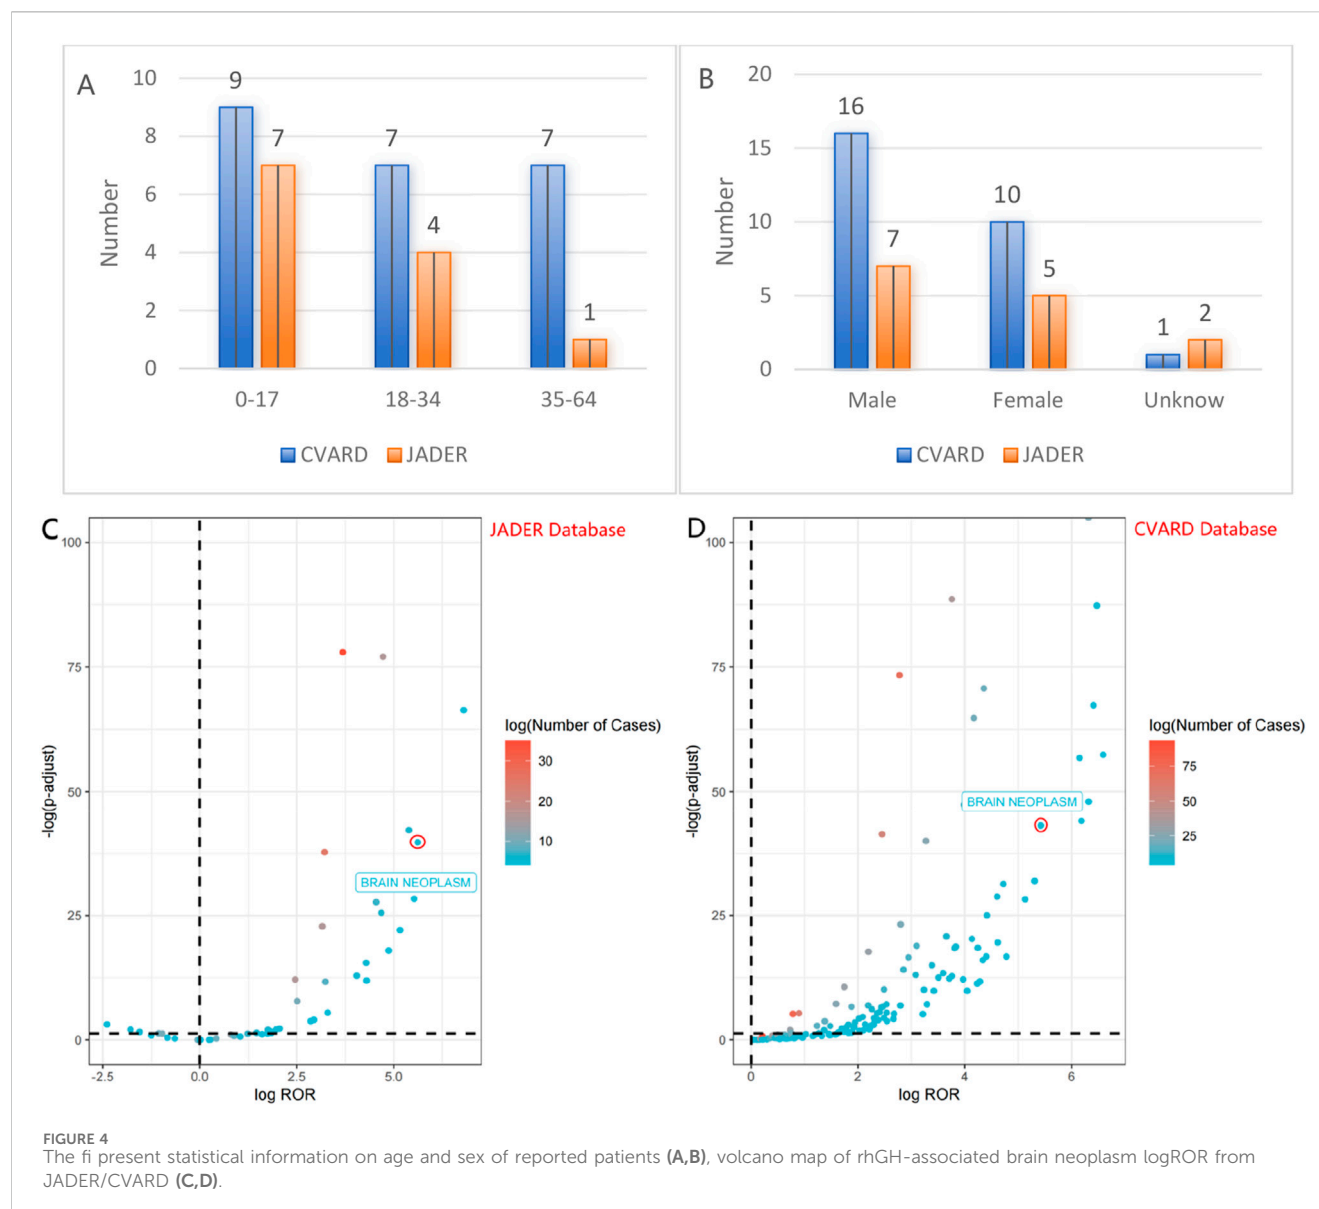 A
10
8
6
4
2
0
Number
9
7
7
4
7
1
0-17
18-34
35-64
CVARD
JADER
B
20
15
10
5
0
Number
16
7
10
5
1
2
Male
Female
Unknow
CVARD
JADER
C
JADER Database
100
75
50
25
0
-log(p-adjust)
BRAIN NEOPLASM
-2.5
0.0
2.5
5.0
log ROR
log(Number of Cases)
30
20
10
D
CVARD Database
100
75
50
25
0
-log(p-adjust)
BRAIN NEOPLASM
0
2
4
6
log ROR
log(Number of Cases)
75
50
25
FIGURE 4
The fi present statistical information on age and sex of reported patients (A,B), volcano map of rhGH-associated brain neoplasm logROR from
JADER/CVARD (C,D).